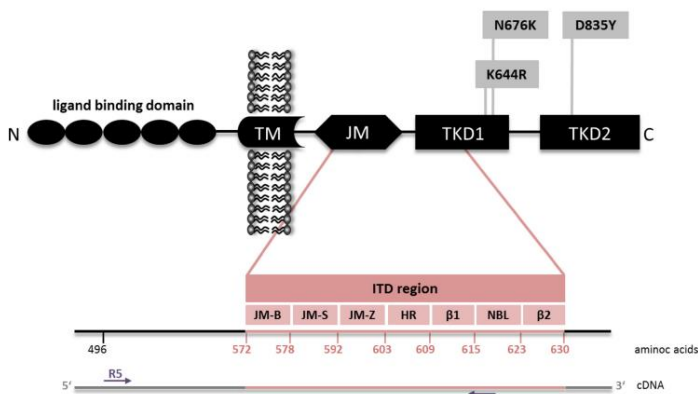 N676K D835Y
K644R
ligand binding domain
N TM JM TKD1 TKD2 C
ITD region
JM-B JM-S JM-Z HR β1 NBL β2
496 572 578 592 603 609 615 623 630 aminoc acids
R5
5' 3' cDNA